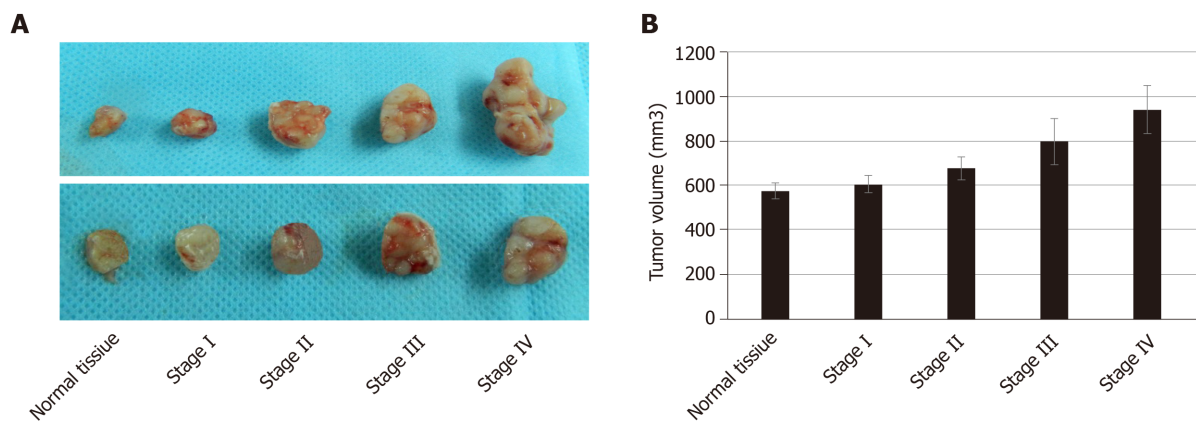 A
Normal tissiue
Stage I
Stage II
Stage III
Stage IV
B
Tumor volume (mm3)
1200
1000
800
600
400
200
0
Normal tissiue
Stage I
Stage II
Stage III
Stage IV